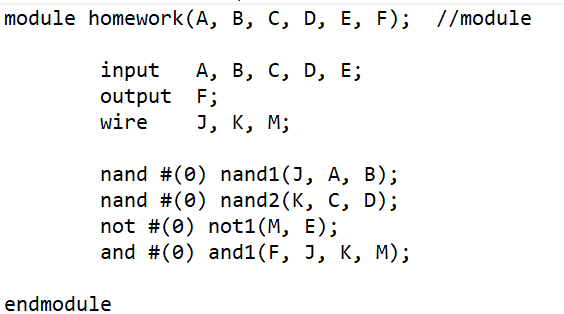 module homework(A, B, C, D, E, F);  //module
input   A, B, C, D, E;
output  F;
wire    J, K, M;
nand #(0) nand1(J, A, B);
nand #(0) nand2(K, C, D);
not #(0) not1(M, E);
and #(0) and1(F, J, K, M);
endmodule